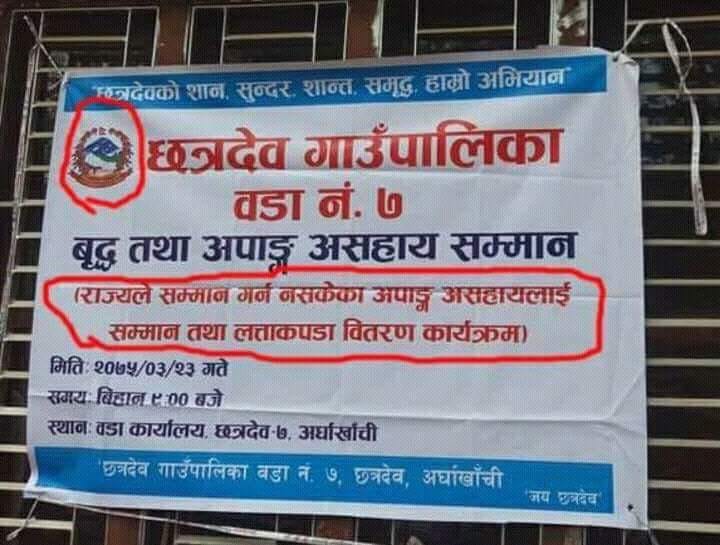 "छत्रदेवको शान, सुन्दर, शान्त, समृद्ध, हाम्रो अभियान"
छत्रदेव गाउँपालिका
वडा नं. ७
बृद्ध तथा अपाङ्ग असहाय सम्मान
(राज्यले सम्मान गर्न नसकेका अपाङ्ग असहायलाई
सम्मान तथा लत्ताकपडा वितरण कार्यक्रम)
मिति: २०७५/०३/२३ गते
समय: बिहान ९:०० बजे
स्थान: वडा कार्यालय, छत्रदेव-७, अर्घाखाँची
छत्रदेव गाउँपालिका वडा नं. ७, छत्रदेव, अर्घाखाँची
"जय छत्रदेव"